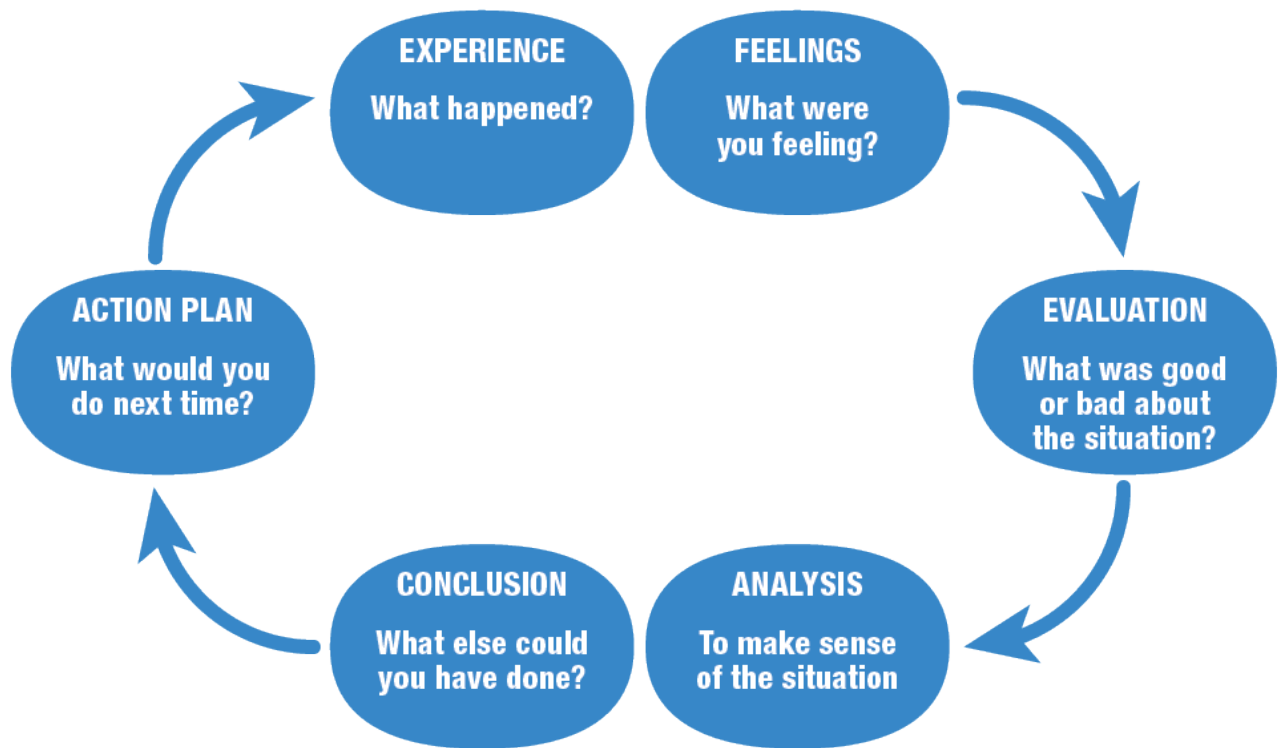 EXPERIENCE
What happened?
FEELINGS
What were
you feeling?
EVALUATION
What was good
or bad about
the situation?
ANALYSIS
To make sense
of the situation
CONCLUSION
What else could
you have done?
ACTION PLAN
What would you
do next time?